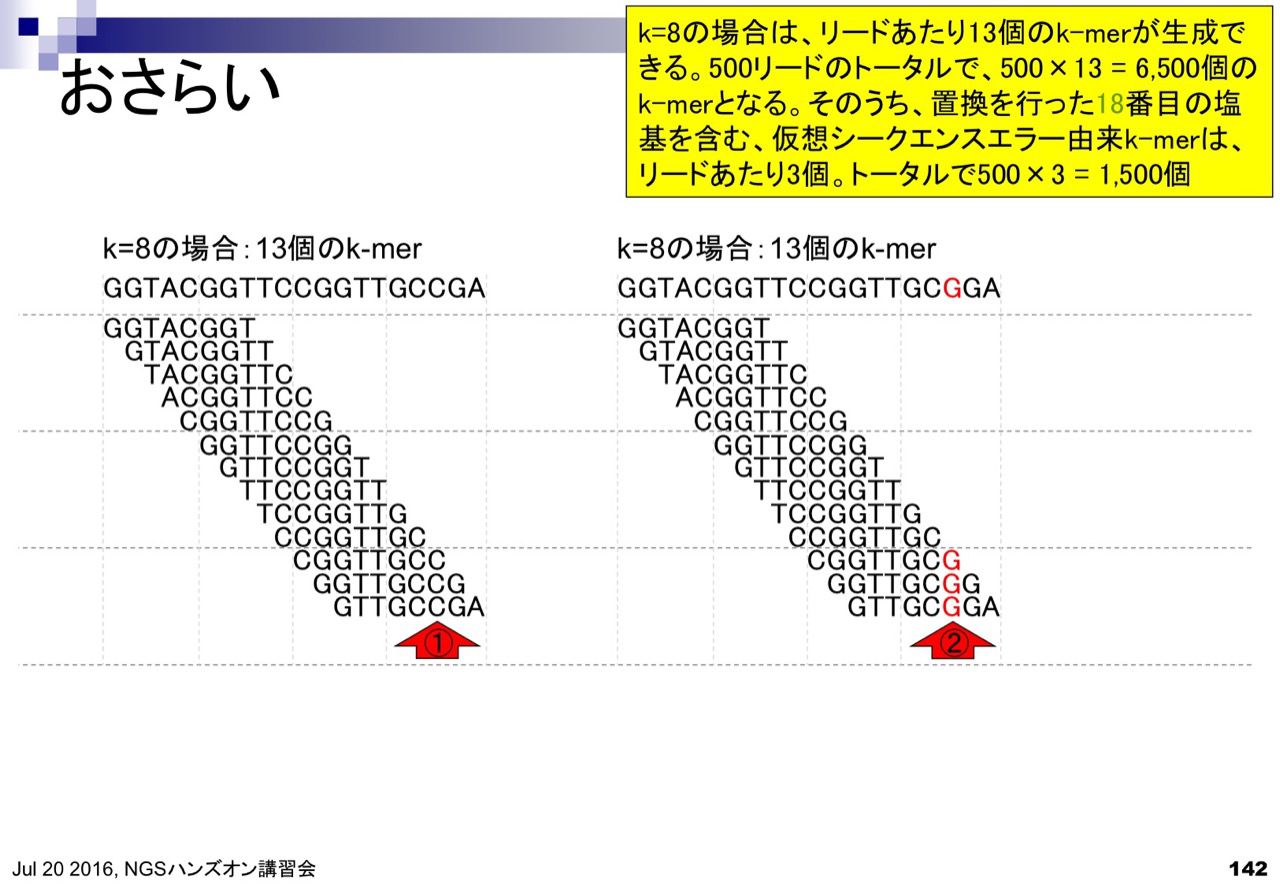 おさらい
k=8の場合は、リードあたり13個のk-merが生成で
きる。500リードのトータルで、500×13 = 6,500個の
k-merとなる。そのうち、置換を行った18番目の塩
基を含む、仮想シークエンスエラー由来k-merは、
リードあたり3個。トータルで500×3 = 1,500個
k=8の場合：13個のk-mer
GGTACGGTTCCGGTTGCCGA
GGTACGGT
GTACGGTT
TACGGTTC
ACGGTTCC
CGGTTCCG
GGTTCCGG
GTTCCGGT
TTCCGGTT
TCCGGTTG
CCGGTTGC
CGGTTGCC
GGTTGCCG
GTTGCCGA
①
k=8の場合：13個のk-mer
GGTACGGTTCCGGTTGCGGA
GGTACGGT
GTACGGTT
TACGGTTC
ACGGTTCC
CGGTTCCG
GGTTCCGG
GTTCCGGT
TTCCGGTT
TCCGGTTG
CCGGTTGC
CGGTTGCG
GGTTGCGG
GTTGCGGA
②
Jul 20 2016, NGSハンズオン講習会
142